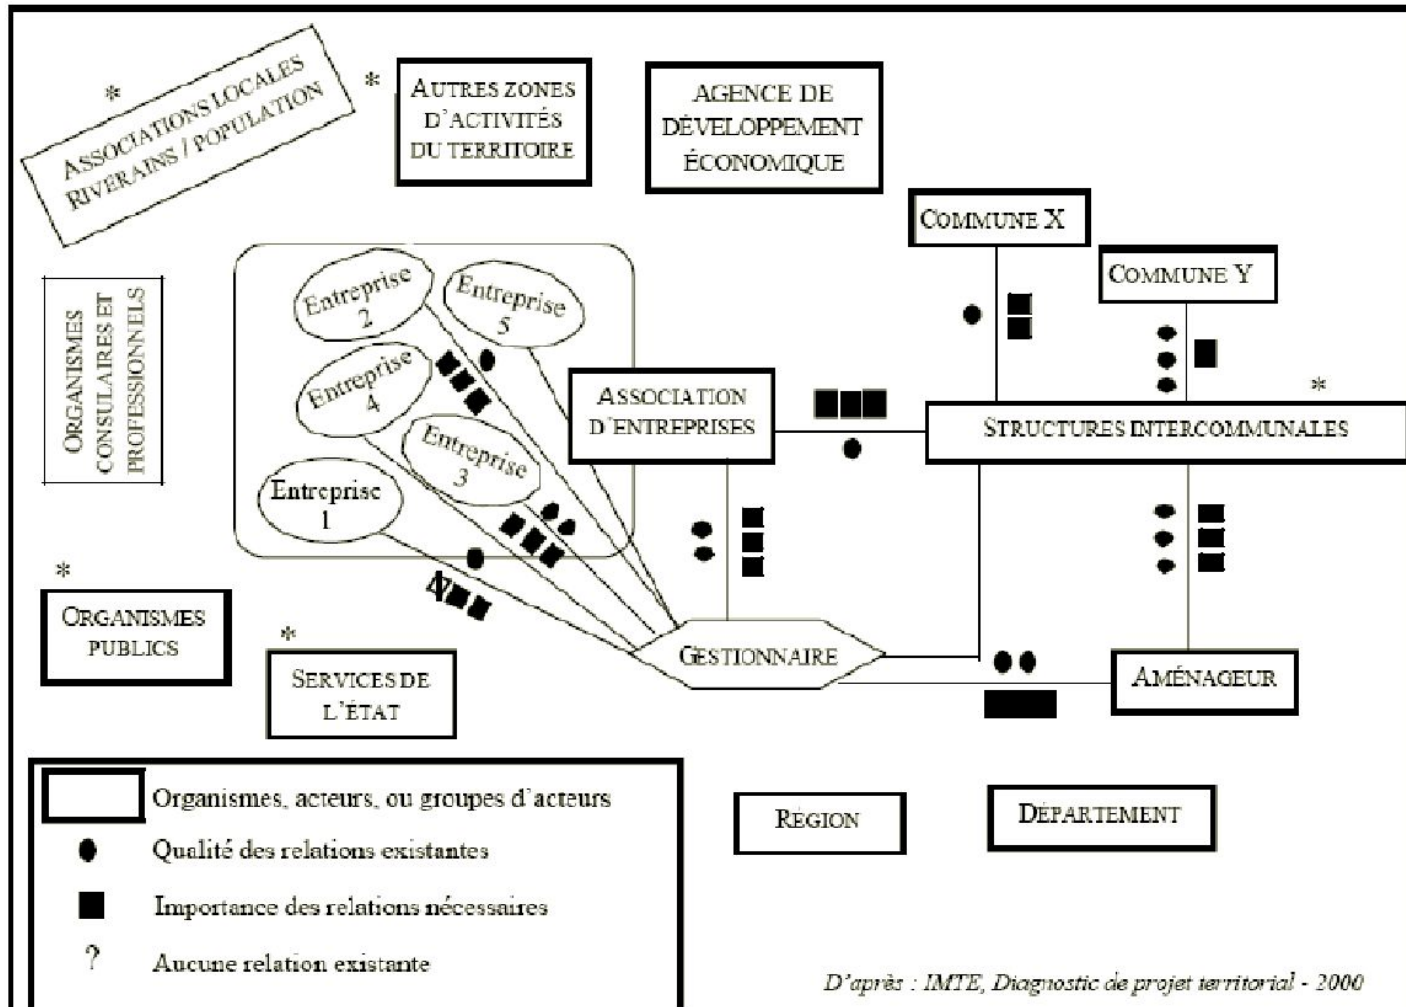 *
ASSOCIATIONS LOCALES
RIVERAINS / POPULATION
*
AUTRES ZONES
D'ACTIVITÉS
DU TERRITOIRE
AGENCE DE
DÉVELOPPEMENT
ÉCONOMIQUE
COMMUNE X
COMMUNE Y
ORGANISMES
CONSULAIRES ET
PROFESSIONNELS
Entreprise
2
Entreprise
5
Entreprise
4
Entreprise
3
Entreprise
1
ASSOCIATION
D'ENTREPRISES
*
STRUCTURES INTERCOMMUNALES
*
ORGANISMES
PUBLICS
*
SERVICES DE
L'ÉTAT
GESTIONNAIRE
AMÉNAGEUR
RÉGION
DÉPARTEMENT
Organismes, acteurs, ou groupes d'acteurs
Qualité des relations existantes
Importance des relations nécessaires
? Aucune relation existante
D'après : IMTE, Diagnostic de projet territorial - 2000